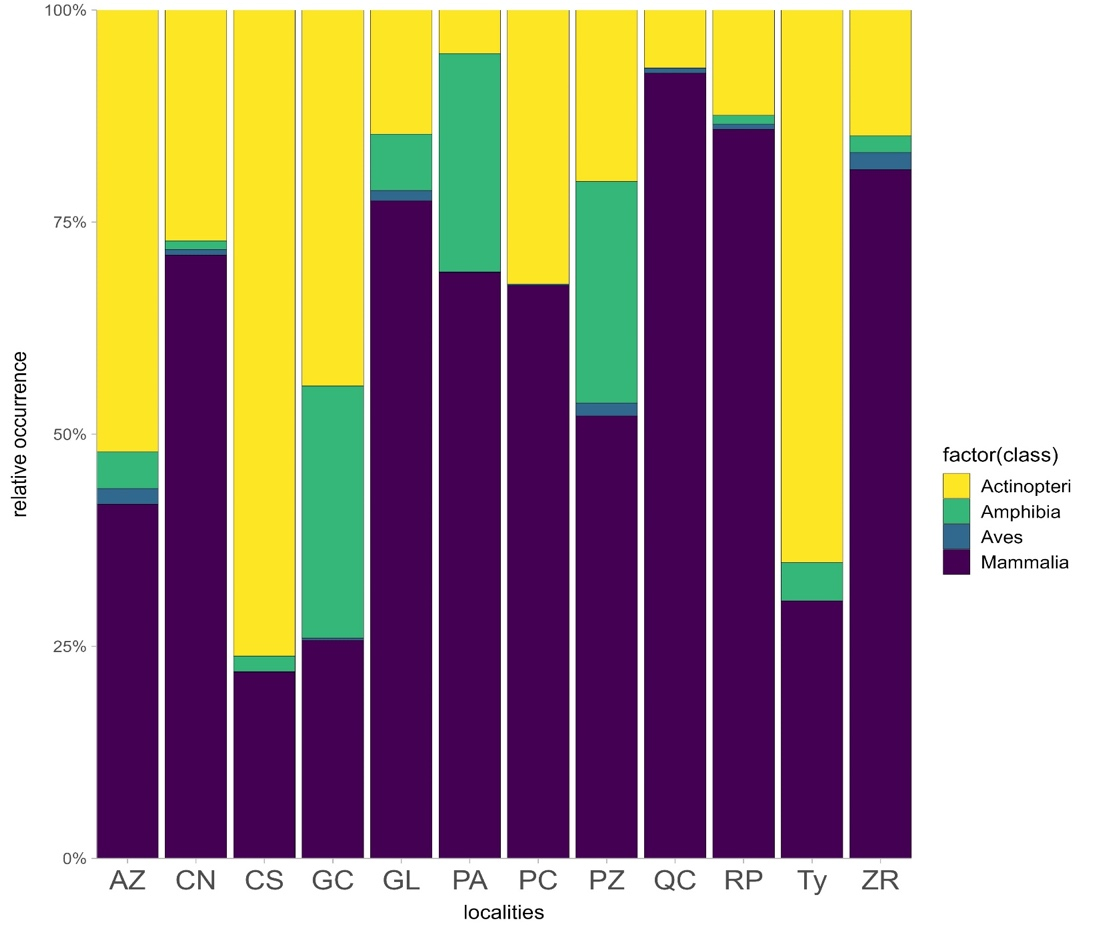 100%
75%
50%
25%
0%
relative occurrence
AZ CN CS GC GL PA PC PZ QC RP Ty ZR
localities
factor(class)
Actinopteri
Amphibia
Aves
Mammalia